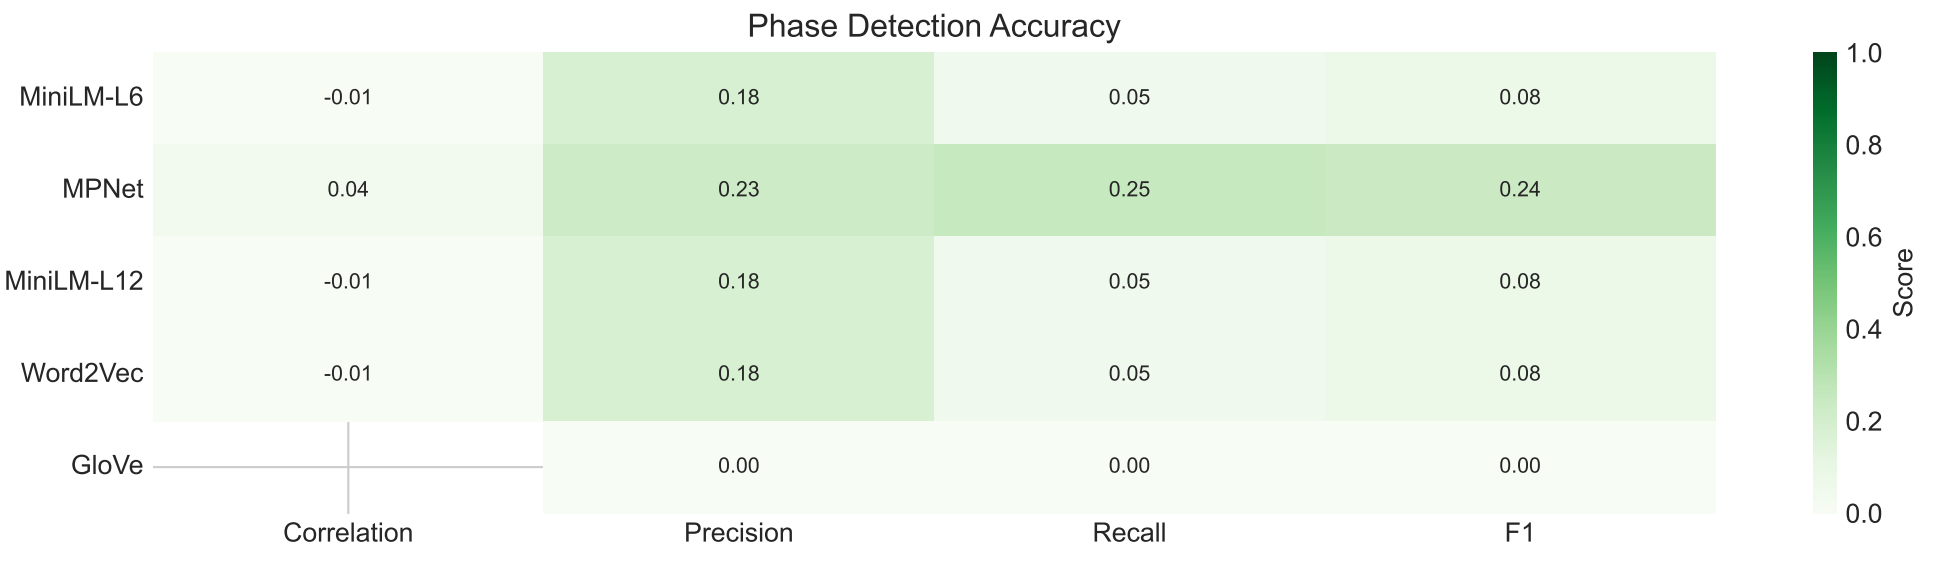 Phase Detection Accuracy
MiniLM-L6 -0.01 0.18 0.05 0.08
MPNet 0.04 0.23 0.25 0.24
MiniLM-L12 -0.01 0.18 0.05 0.08
Word2Vec -0.01 0.18 0.05 0.08
GloVe 0.00 0.00 0.00
Correlation Precision Recall F1
1.0
0.8
0.6
0.4
0.2
0.0
Score